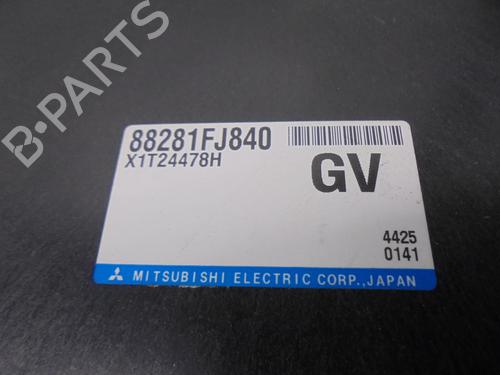 B-PARTS
88281FJ840
X1T24478H
GV
4425
0141
MITSUBISHI ELECTRIC CORP., JAPAN